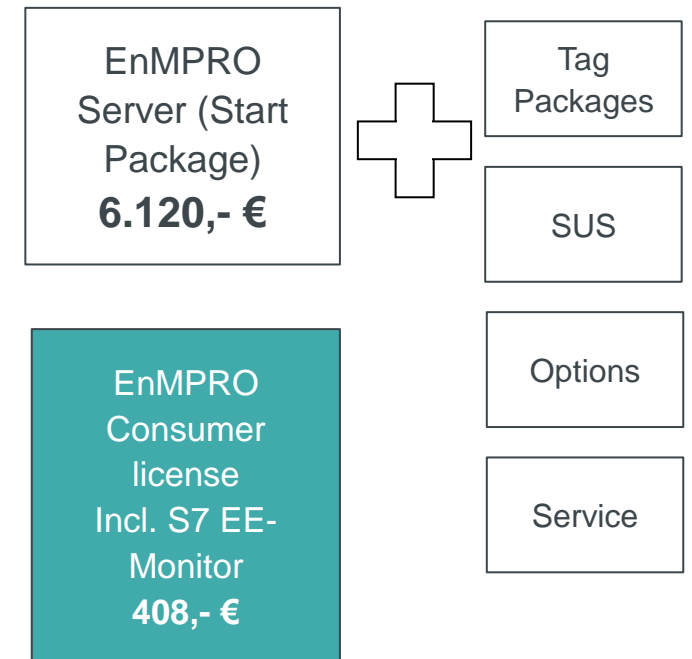 EnMPRO
Server (Start
Package)
6.120,- €
Tag
Packages
SUS
Options
Service
EnMPRO
Consumer
license
Incl. S7 EE-
Monitor
408,- €